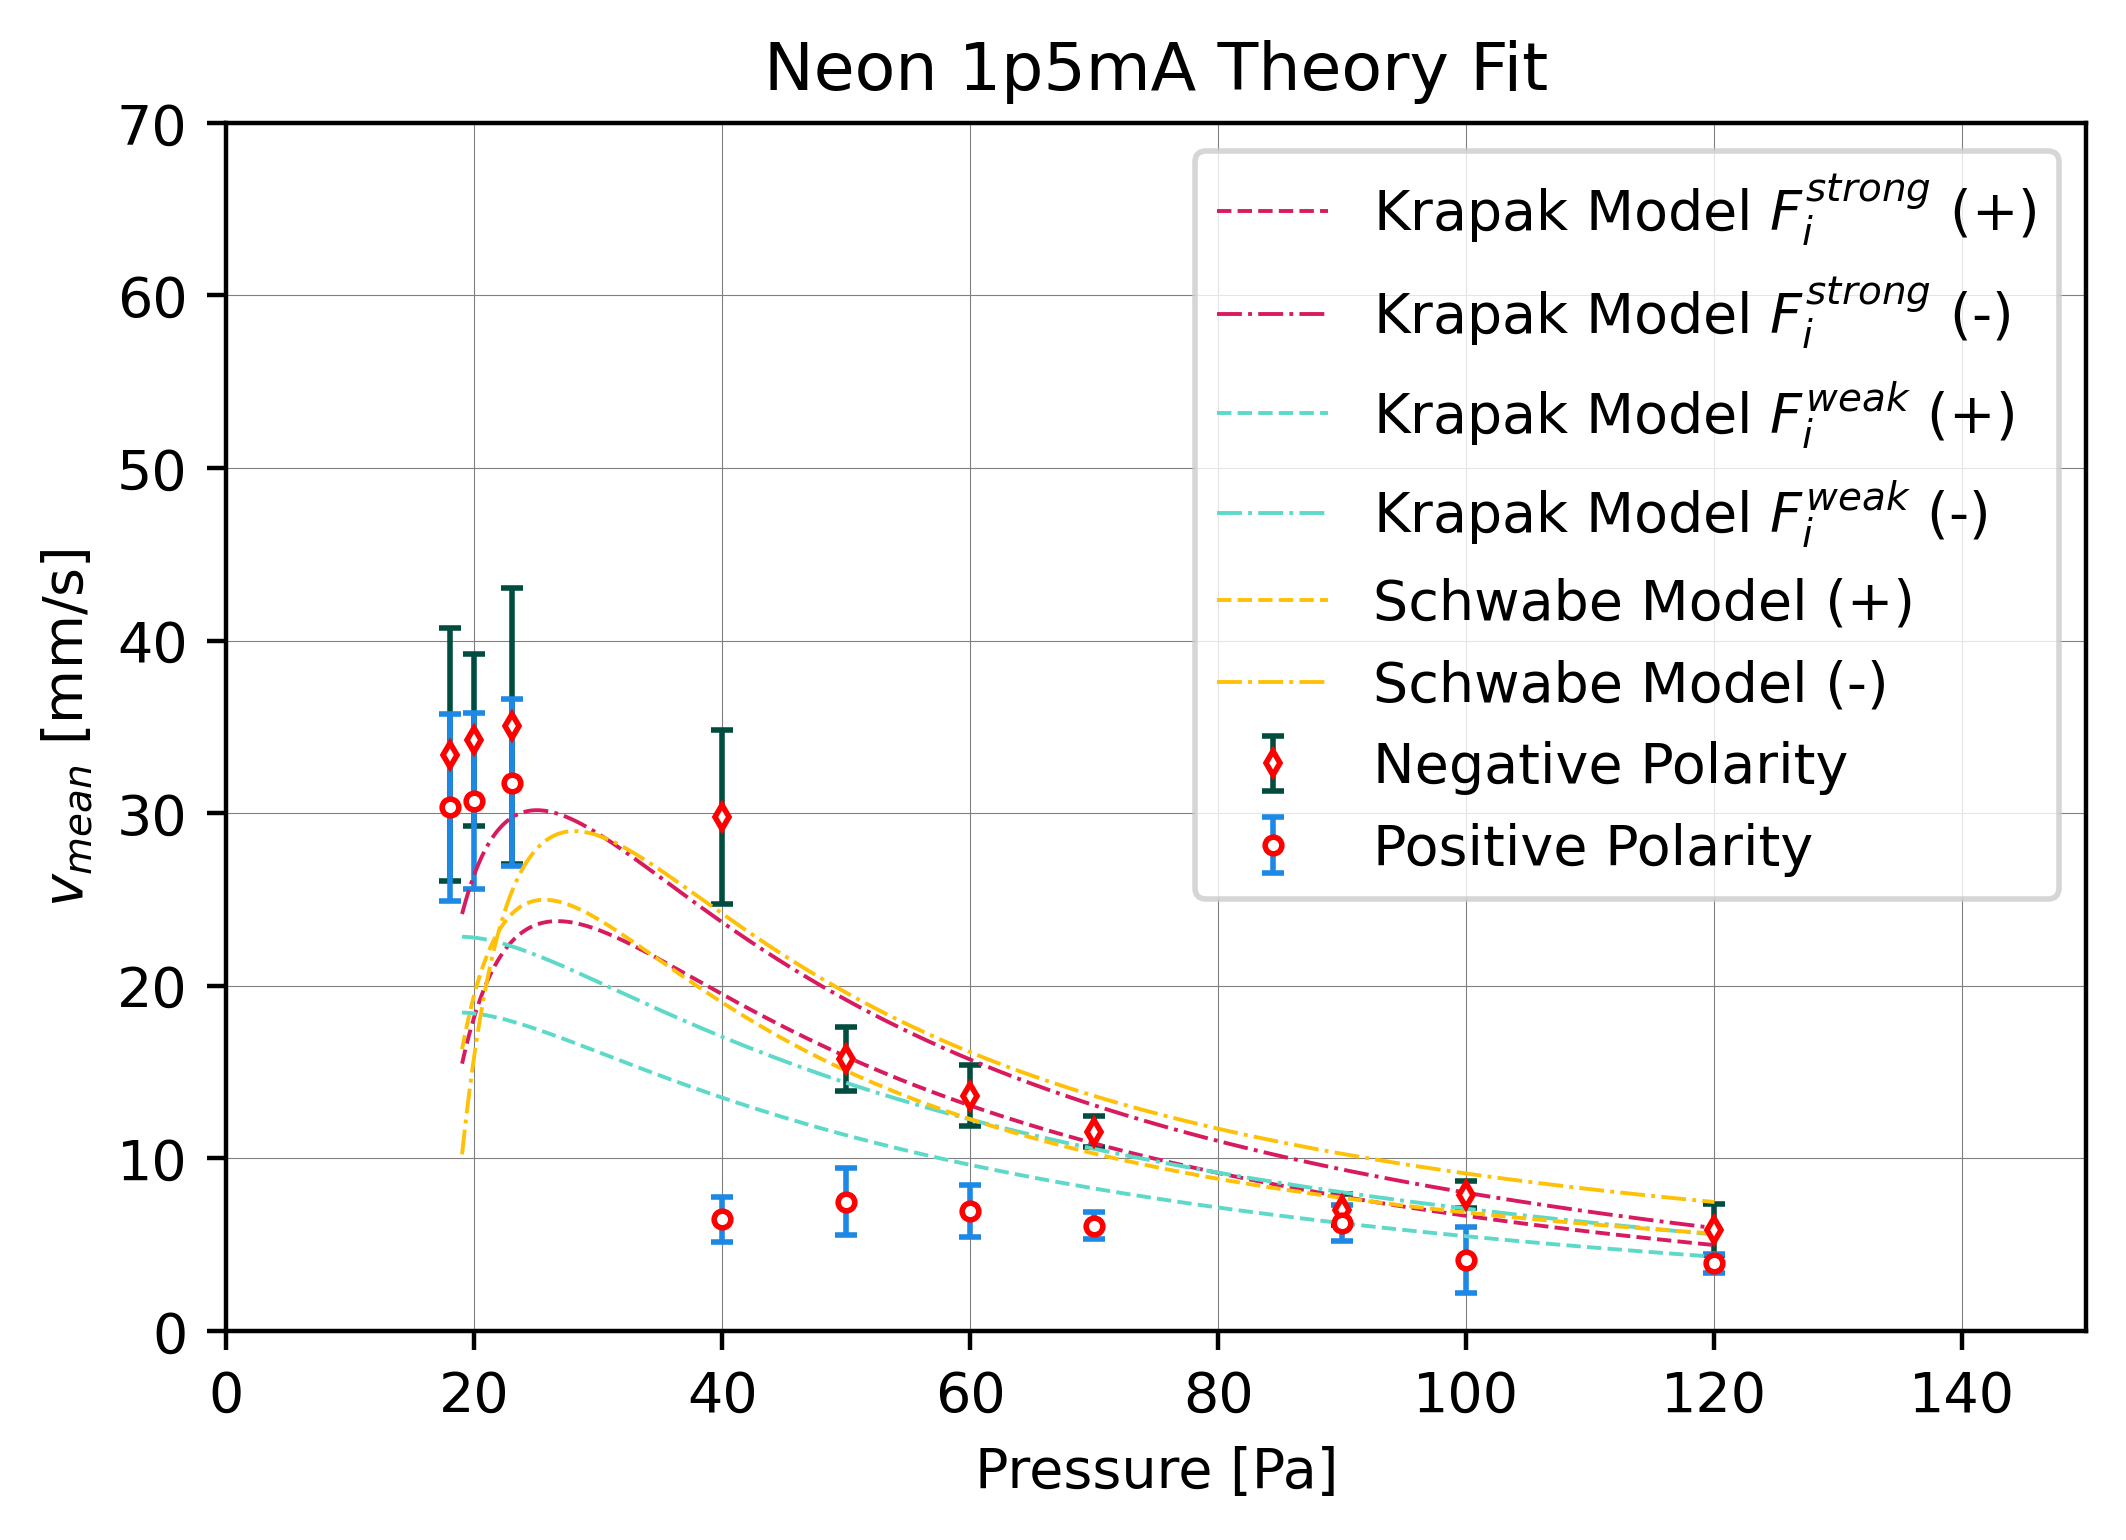 Neon 1p5mA Theory Fit
70
60
50
40
30
20
10
0
v_mean [mm/s]
Krapak Model F_i^strong (+)
Krapak Model F_i^strong (-)
Krapak Model F_i^weak (+)
Krapak Model F_i^weak (-)
Schwabe Model (+)
Schwabe Model (-)
Negative Polarity
Positive Polarity
0 20 40 60 80 100 120 140
Pressure [Pa]